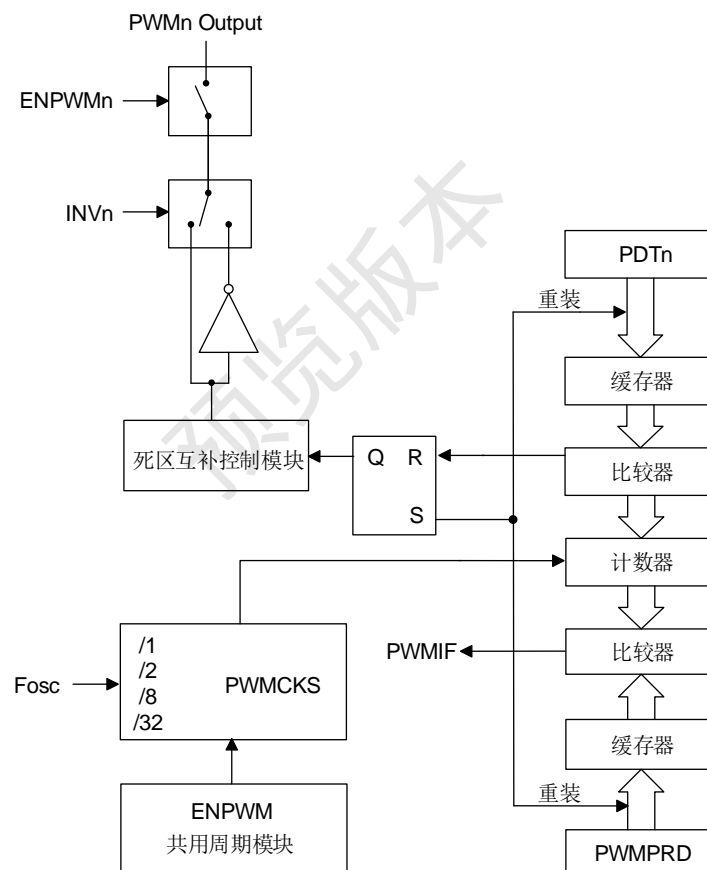 PWMn Output
ENPWMn
INVn
PDTn
重装
缓存器
死区互补控制模块
Q R
S
比较器
计数器
/1
/2
/8
/32
PWMCKS
Fosc
PWMIF
比较器
缓存器
ENPWM
共用周期模块
重装
PWMPRD
预览版本